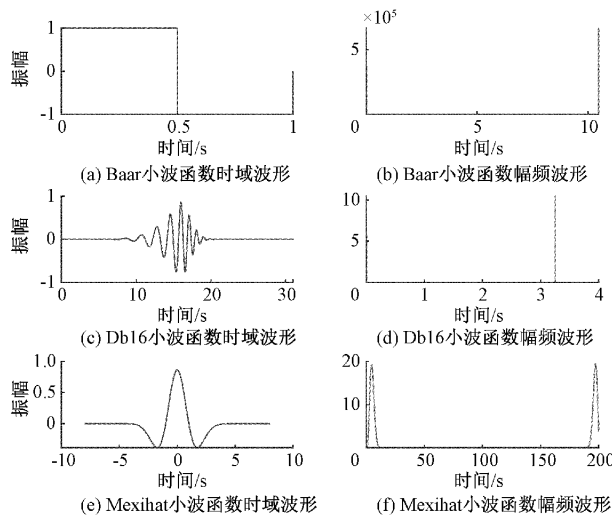 ×10⁵
振幅
1
0
-1
0
0.5
1
时间/s
(a) Baar小波函数时域波形
5
0
5
10
时间/s
(b) Baar小波函数幅频波形
振幅
1
0
-1
0
10
20
30
时间/s
(c) Db16小波函数时域波形
10
5
0
1
2
3
4
时间/s
(d) Db16小波函数幅频波形
振幅
1.0
0.5
0
-10
-5
0
5
10
时间/s
(e) Mexihat小波函数时域波形
20
10
0
50
100
150
200
时间/s
(f) Mexihat小波函数幅频波形